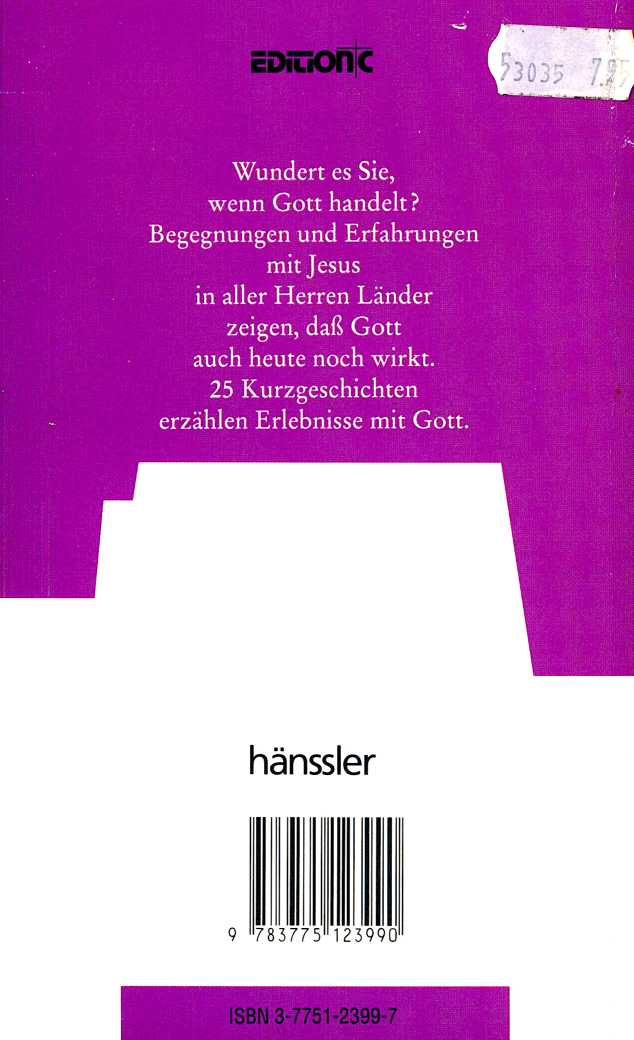 EDITION C
53035
Wundert es Sie,
wenn Gott handelt?
Begegnungen und Erfahrungen
mit Jesus
in aller Herren Länder
zeigen, daß Gott
auch heute noch wirkt.
25 Kurzgeschichten
erzählen Erlebnisse mit Gott.
hänssler
9 783775 123990
ISBN 3-7751-2399-7